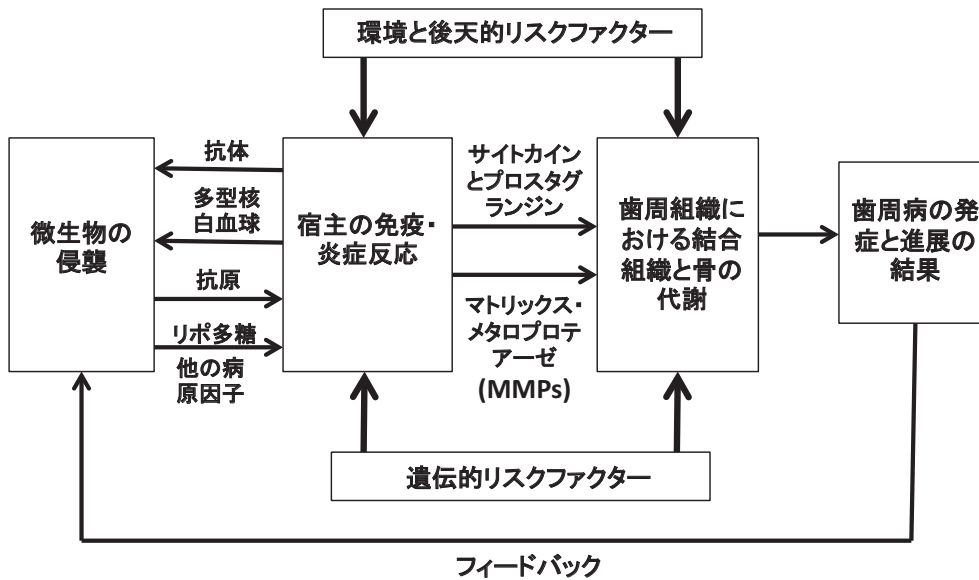 環境と後天的リスクファクター
微生物の
侵襲
抗体
多型核
白血球
抗原
リポ多糖
他の病
原因子
宿主の免疫・
炎症反応
サイトカイン
とプロスタグ
ランジン
マトリックス・
メタロプロテ
アーゼ
(MMPs)
歯周組織に
おける結合
組織と骨の
代謝
歯周病の発
症と進展の
結果
遺伝的リスクファクター
フィードバック